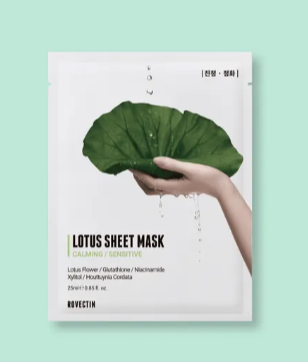 | 진정 · 정화 |
LOTUS SHEET MASK
CALMING / SENSITIVE
Lotus Flower / Glutathione / Niacinamide
Xylitol / Houttuynia Cordata
25ml / 0.85 fl. oz.
ROVECTIN